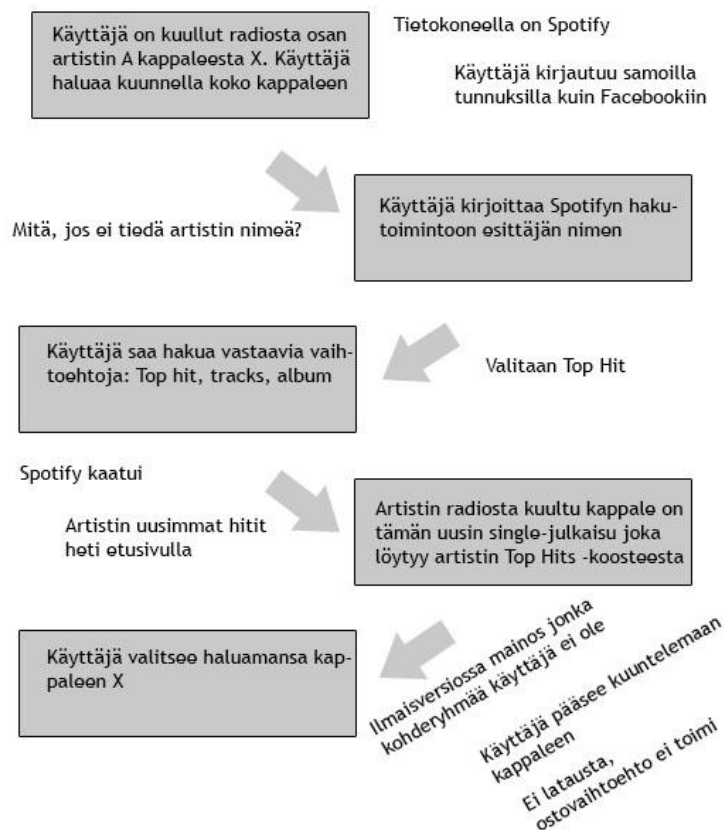 Käyttäjä on kuullut radiosta osan
artistin A kappaleesta X. Käyttäjä
haluaa kuunnella koko kappaleen
Tietokoneella on Spotify
Käyttäjä kirjautuu samoilla
tunnuksilla kuin Facebookiin
Mitä, jos ei tiedä artistin nimeä?
Käyttäjä kirjoittaa Spotifyn haku-
toimintoon esittäjän nimen
Käyttäjä saa hakua vastaavia vaih-
toehtoja: Top hit, tracks, album
Valitaan Top Hit
Spotify kaatui
Artistin uusimmat hitit
heti etusivulla
Artistin radiosta kuultu kappale on
tämän uusin single-julkaisu joka
löytyy artistin Top Hits -koosteesta
Käyttäjä valitsee haluamansa kap-
paleen X
Ilmaisversiossa mainos jonka
kohderyhmää käyttäjä ei ole
Käyttäjä pääsee kuuntelemaan
kappaleen
Ei latausta,
ostovaihtoehto ei toimi